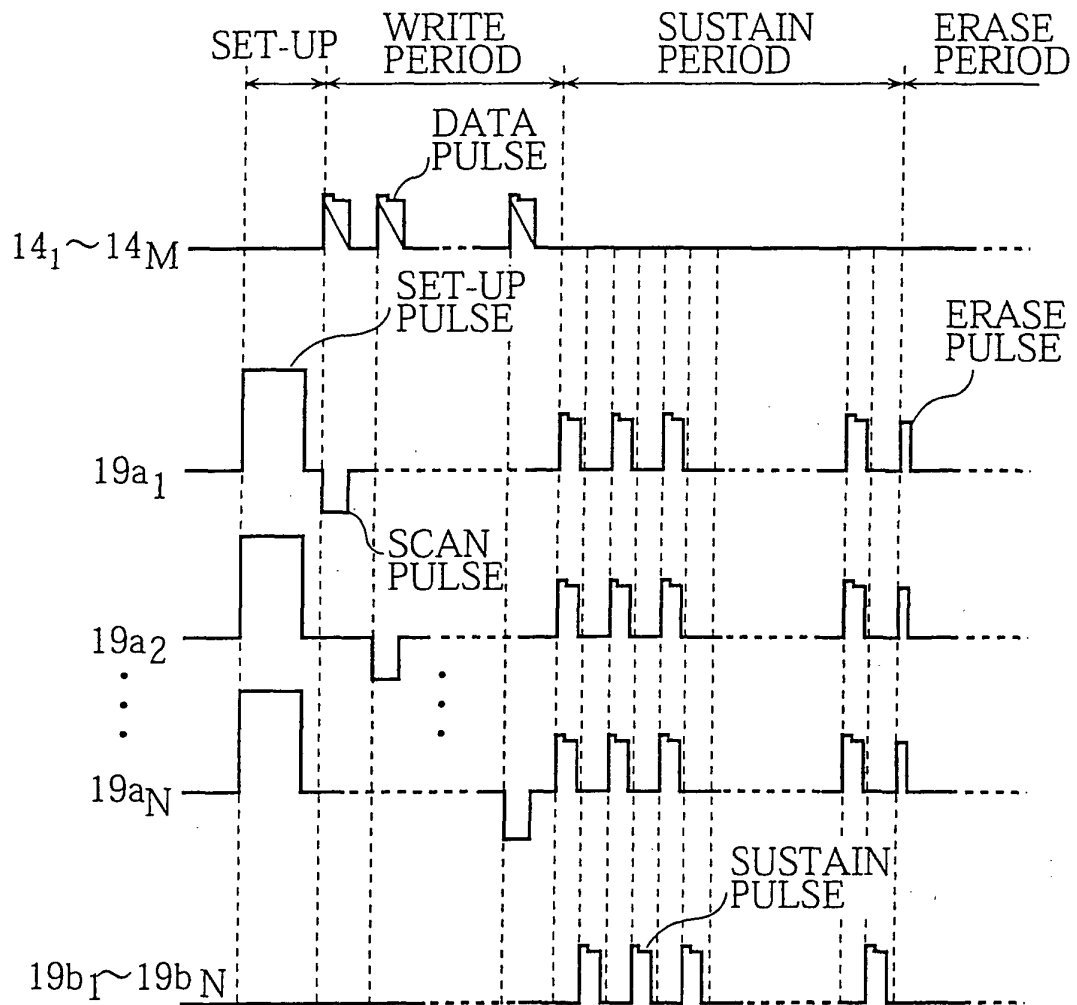 SET-UP
WRITE
PERIOD
SUSTAIN
PERIOD
ERASE
PERIOD
DATA
PULSE
14₁～14M
SET-UP
PULSE
ERASE
PULSE
19a₁
SCAN
PULSE
19a₂
19aN
SUSTAIN
PULSE
19b₁～19bN